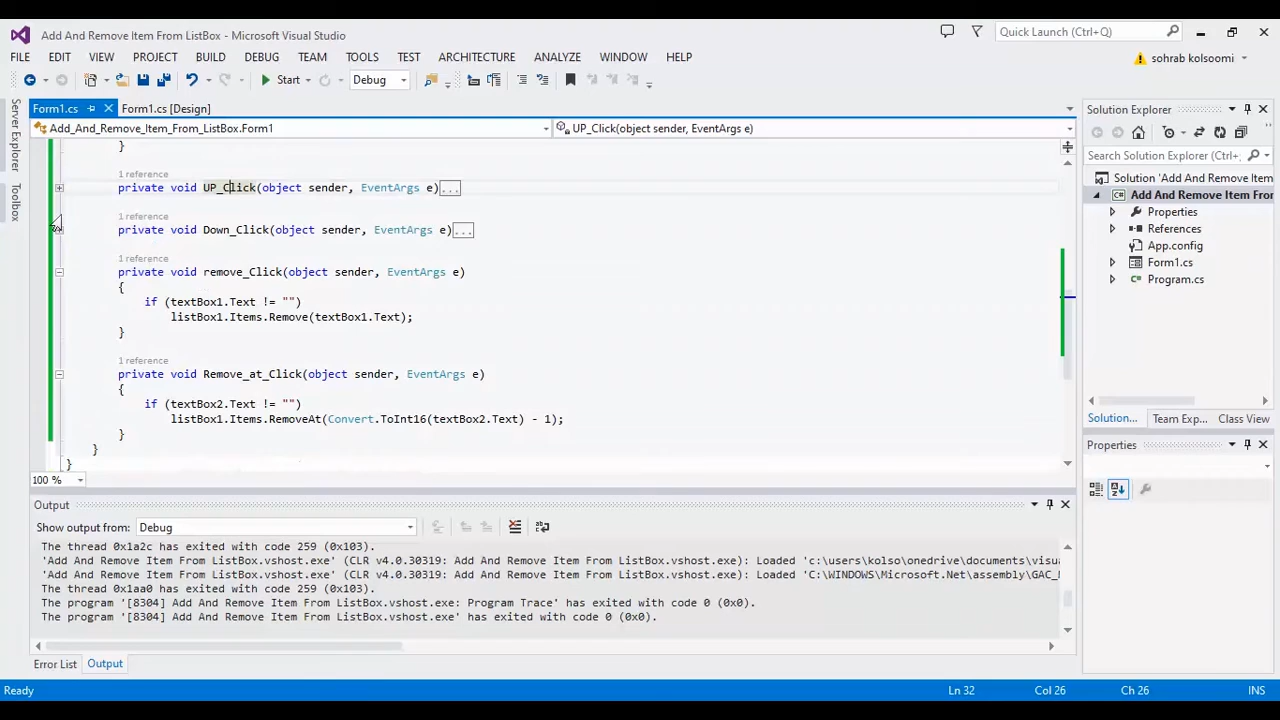 Add And Remove Item From ListBox - Microsoft Visual Studio
Quick Launch (Ctrl+Q)
FILE EDIT VIEW PROJECT BUILD DEBUG TEAM TOOLS TEST ARCHITECTURE ANALYZE WINDOW HELP
sohrab kolsoomi
Start Debug
Server Explorer
Toolbox
Form1.cs Form1.cs [Design]
Add_And_Remove_Item_From_ListBox.Form1 UP_Click(object sender, EventArgs e)
}
1 reference
private void UP_Click(object sender, EventArgs e)...
1 reference
private void Down_Click(object sender, EventArgs e)...
1 reference
private void remove_Click(object sender, EventArgs e)
{
if (textBox1.Text != "")
listBox1.Items.Remove(textBox1.Text);
}
1 reference
private void Remove_at_Click(object sender, EventArgs e)
{
if (textBox2.Text != "")
listBox1.Items.RemoveAt(Convert.ToInt16(textBox2.Text) - 1);
}
}
}
100 %
Output
Show output from: Debug
The thread 0x1a2c has exited with code 259 (0x103).
'Add And Remove Item From ListBox.vshost.exe' (CLR v4.0.30319: Add And Remove Item From ListBox.vshost.exe): Loaded 'c:\users\kolso\onedrive\documents\visua
'Add And Remove Item From ListBox.vshost.exe' (CLR v4.0.30319: Add And Remove Item From ListBox.vshost.exe): Loaded 'C:\WINDOWS\Microsoft.Net\assembly\GAC_M
The thread 0x1aa0 has exited with code 259 (0x103).
The program '[8304] Add And Remove Item From ListBox.vshost.exe: Program Trace' has exited with code 0 (0x0).
The program '[8304] Add And Remove Item From ListBox.vshost.exe' has exited with code 0 (0x0).
Error List Output
Solution Explorer
Search Solution Explorer (
Solution 'Add And Remove Item
Add And Remove Item From
Properties
References
App.config
Form1.cs
Program.cs
Solution... Team Exp... Class View
Properties
Ready Ln 32 Col 26 Ch 26 INS